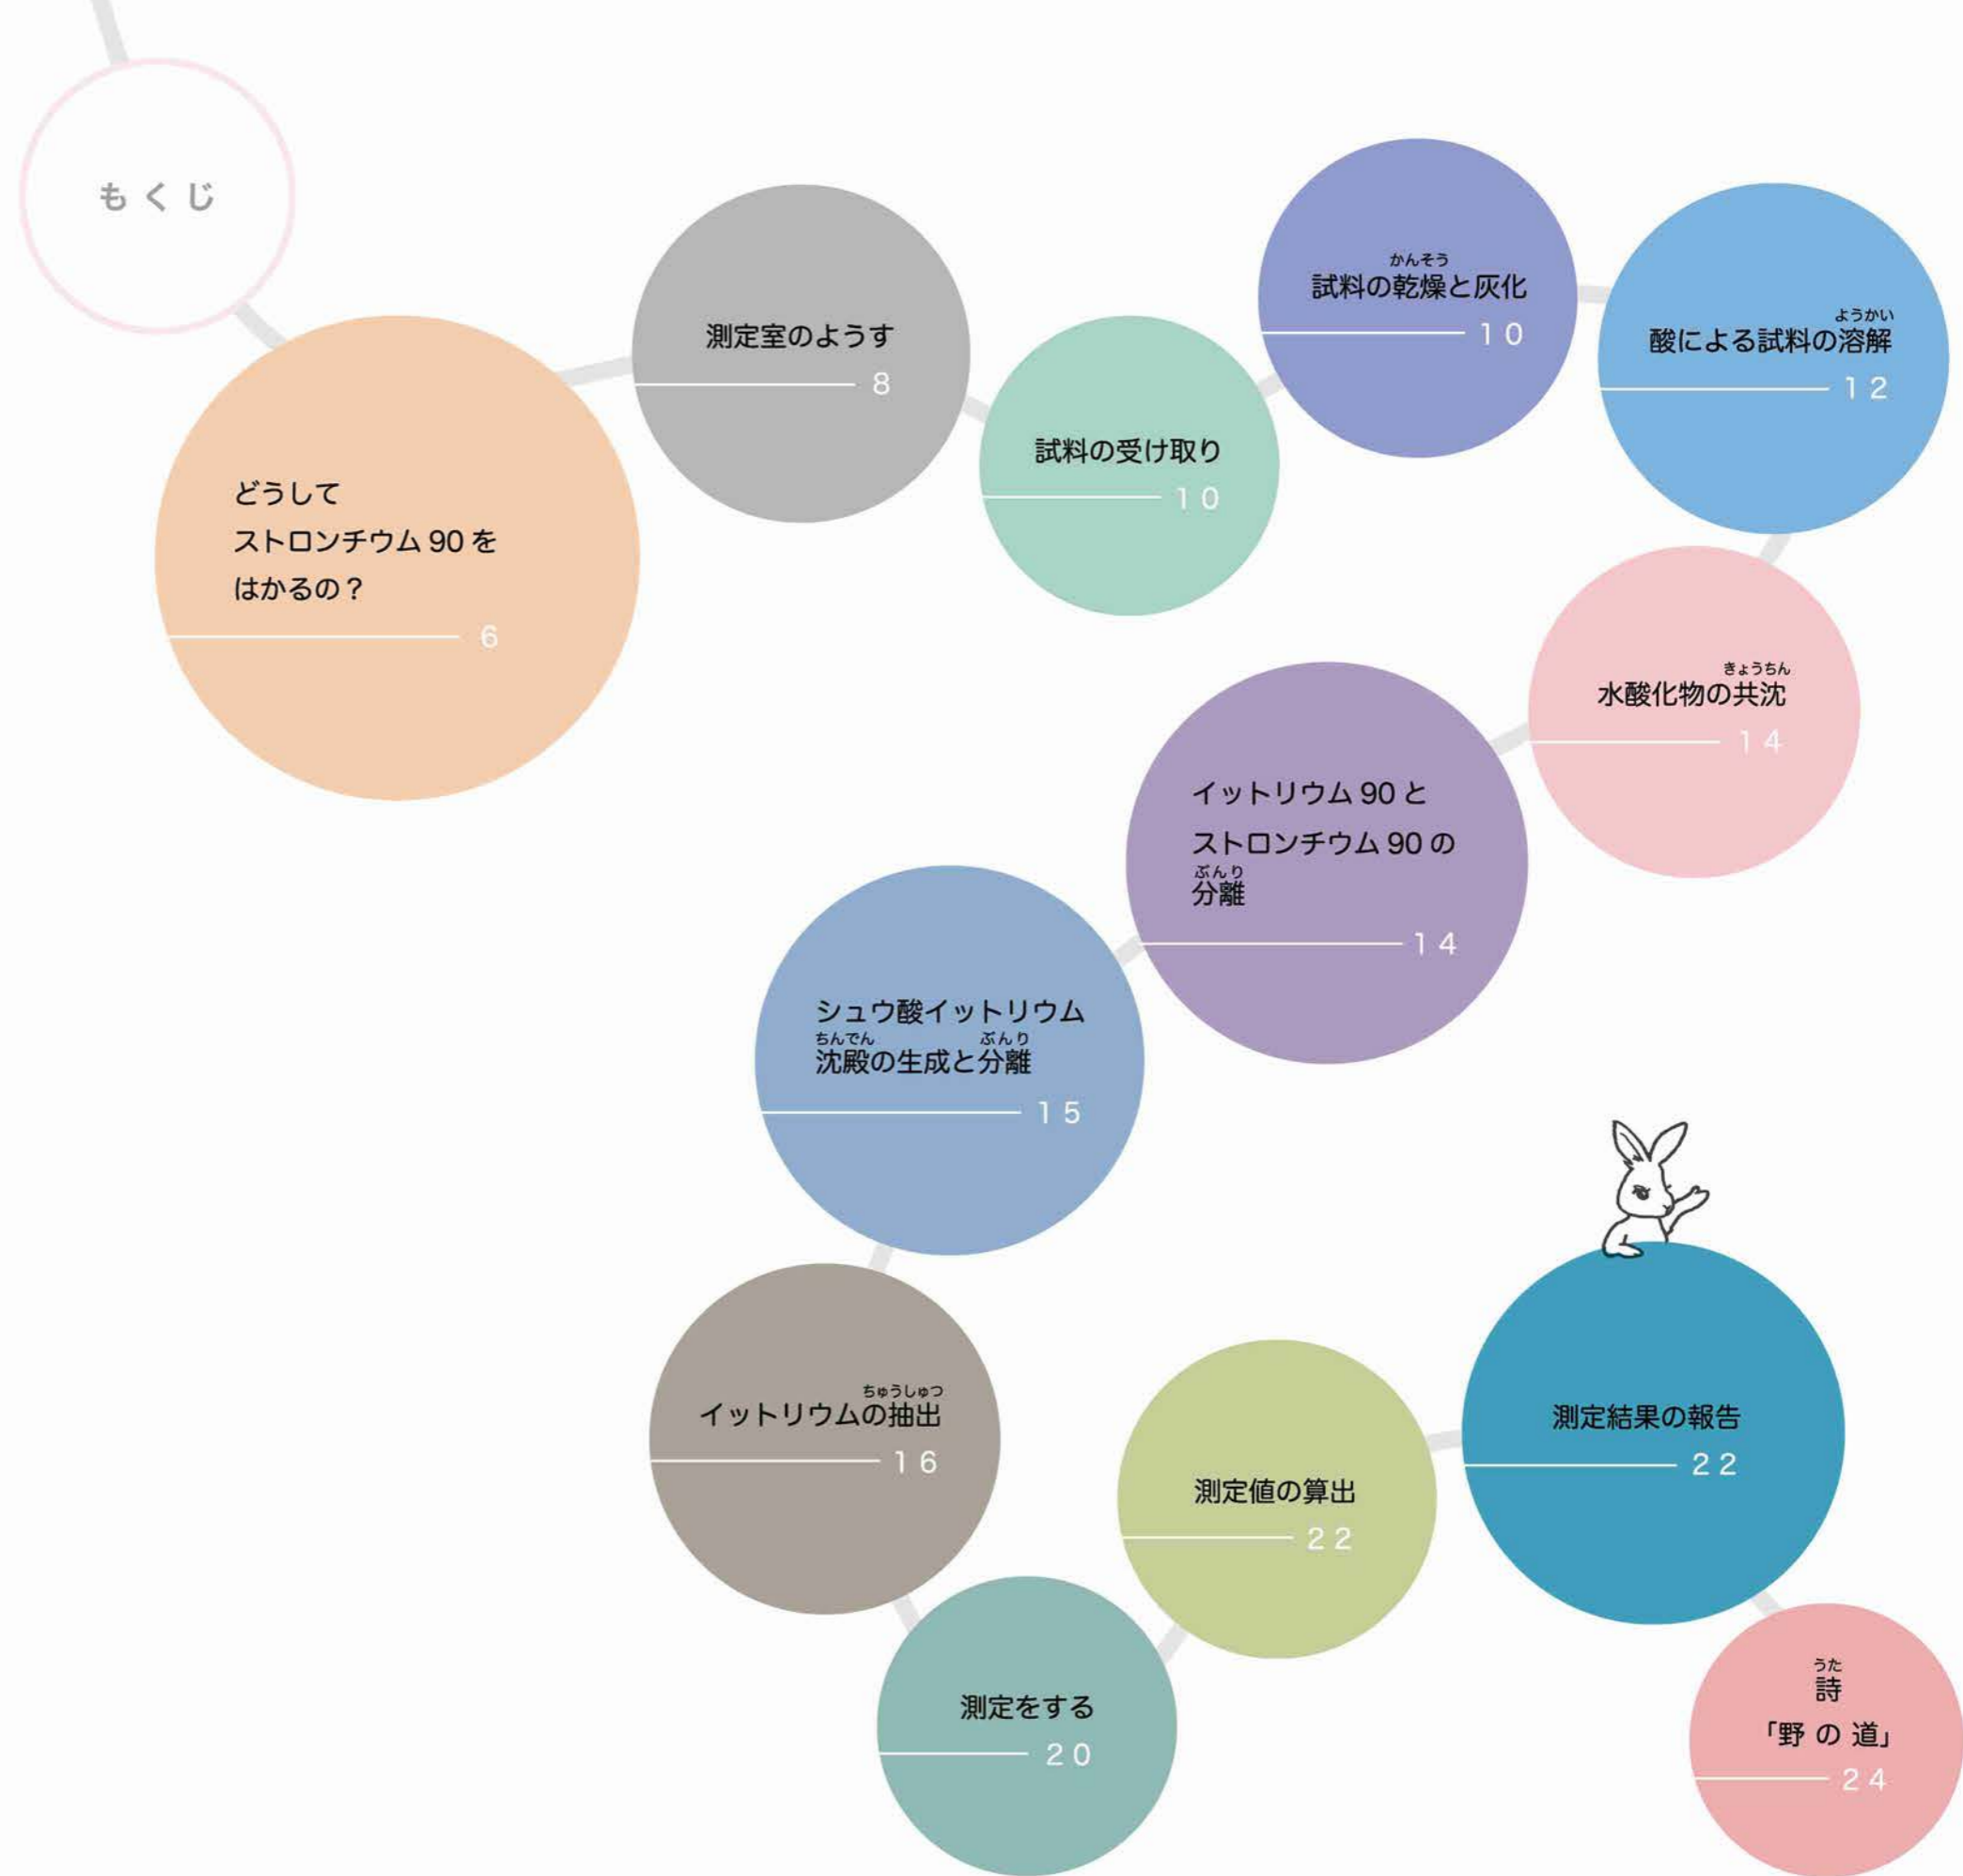 もくじ
どうして
ストロンチウム90を
はかるの？
6
測定室のようす
8
試料の受け取り
10
かんそう
試料の乾燥と灰化
10
ようかい
酸による試料の溶解
12
きょうちん
水酸化物の共沈
14
イットリウム90と
ストロンチウム90の
ぶんり
分離
14
シュウ酸イットリウム
ちんでん ぶんり
沈殿の生成と分離
15
ちゅうしゅつ
イットリウムの抽出
16
測定をする
20
測定値の算出
22
測定結果の報告
22
うた
詩
「野の道」
24